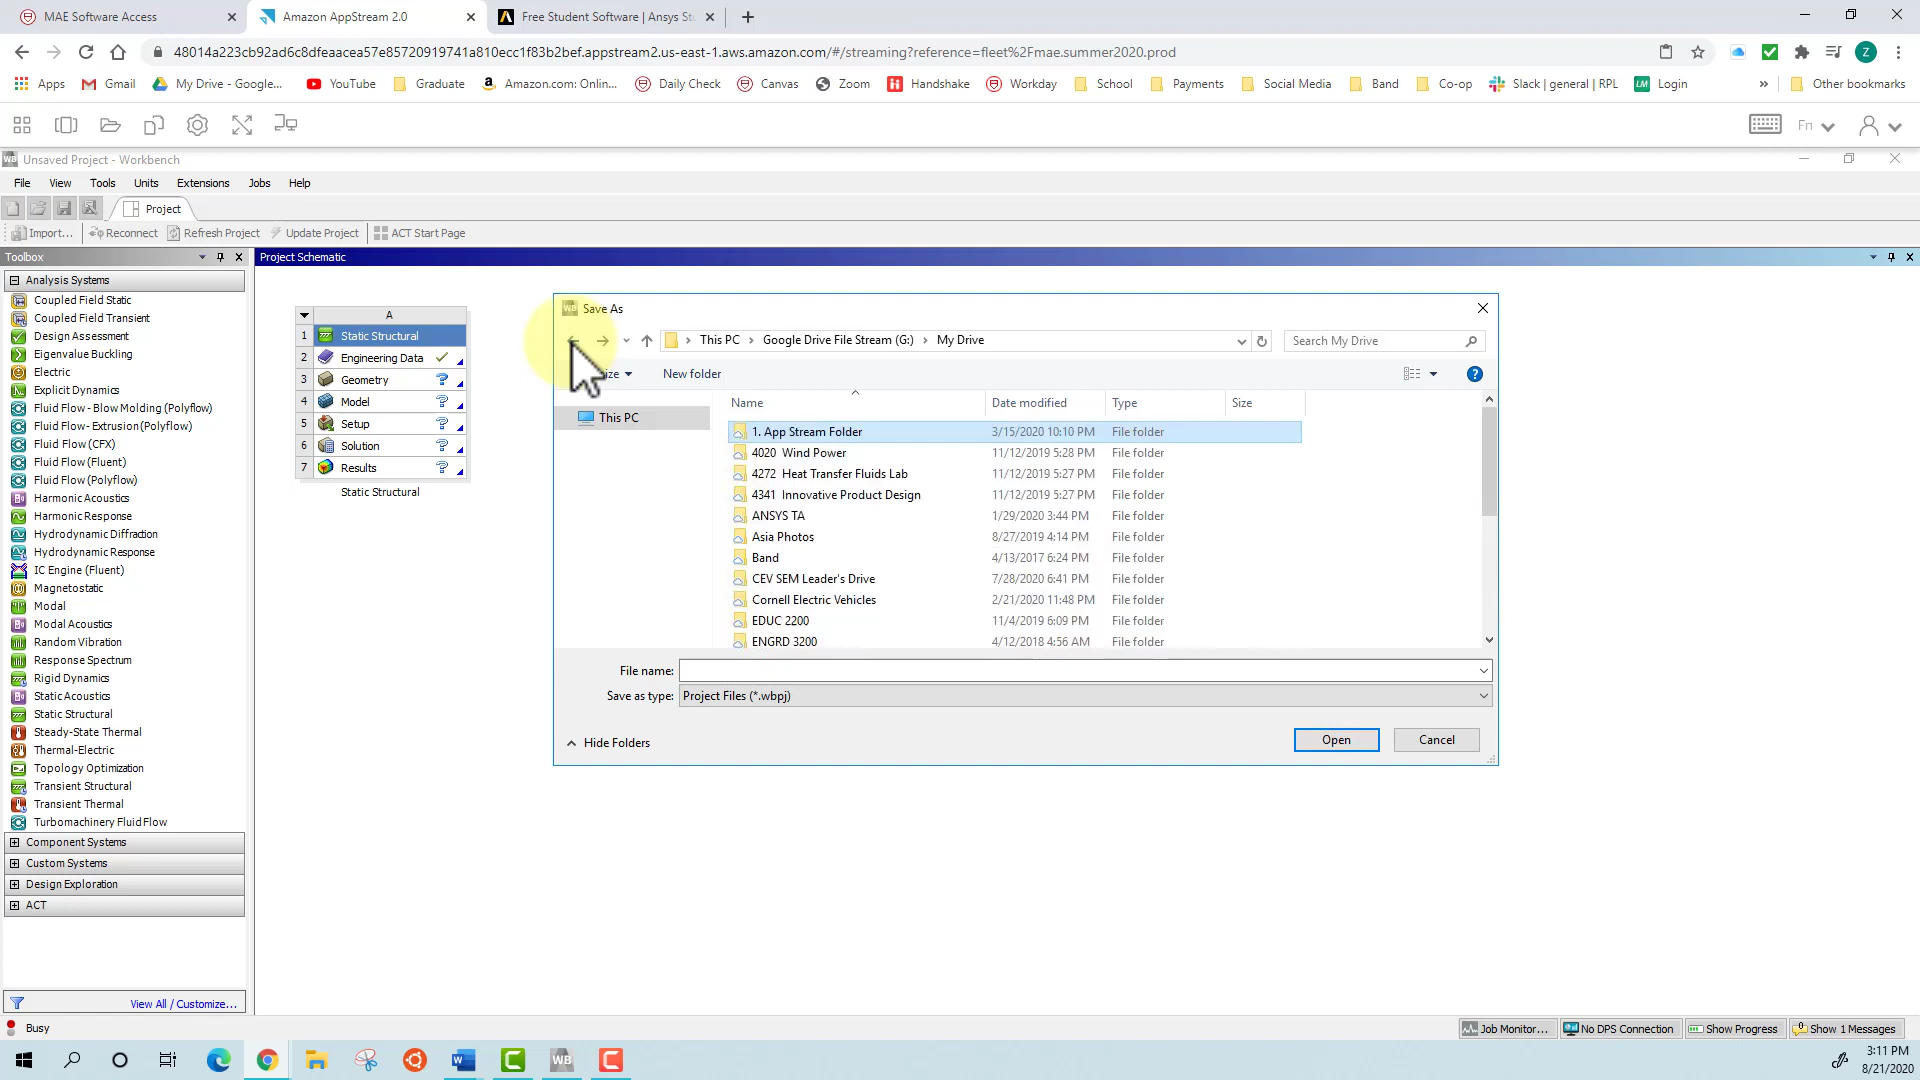 MAE Software Access
Amazon AppStream 2.0
Free Student Software | Ansys St
48014a223cb92ad6c8dfeaacea57e85720919741a810ecc1f83b2bef.appstream2.us-east-1.aws.amazon.com/#/streaming?reference=fleet%2Fmae.summer2020.prod
Z
Apps Gmail My Drive - Google... YouTube Graduate Amazon.com: Onlin... Daily Check Canvas Zoom Handshake Workday School Payments Social Media Band Co-op Slack | general | RPL LM Login » Other bookmarks
Fn
WB Unsaved Project - Workbench
File View Tools Units Extensions Jobs Help
Project
Import... Reconnect Refresh Project Update Project ACT Start Page
Toolbox
Project Schematic
Analysis Systems
Coupled Field Static
Coupled Field Transient
Design Assessment
Eigenvalue Buckling
Electric
Explicit Dynamics
Fluid Flow - Blow Molding (Polyflow)
Fluid Flow- Extrusion (Polyflow)
Fluid Flow (CFX)
Fluid Flow (Fluent)
Fluid Flow (Polyflow)
Harmonic Acoustics
Harmonic Response
Hydrodynamic Diffraction
Hydrodynamic Response
IC Engine (Fluent)
Magnetostatic
Modal
Modal Acoustics
Random Vibration
Response Spectrum
Rigid Dynamics
Static Acoustics
Static Structural
Steady-State Thermal
Thermal-Electric
Topology Optimization
Transient Structural
Transient Thermal
Turbomachinery Fluid Flow
Component Systems
Custom Systems
Design Exploration
ACT
View All / Customize...
A
1 Static Structural
2 Engineering Data
3 Geometry ?
4 Model ?
5 Setup ?
6 Solution ?
7 Results ?
Static Structural
WB Save As
This PC › Google Drive File Stream (G:) › My Drive
Search My Drive
New folder
This PC
Name Date modified Type Size
1. App Stream Folder 3/15/2020 10:10 PM File folder
4020 Wind Power 11/12/2019 5:28 PM File folder
4272 Heat Transfer Fluids Lab 11/12/2019 5:27 PM File folder
4341 Innovative Product Design 11/12/2019 5:27 PM File folder
ANSYS TA 1/29/2020 3:44 PM File folder
Asia Photos 8/27/2019 4:14 PM File folder
Band 4/13/2017 6:24 PM File folder
CEV SEM Leader's Drive 7/28/2020 6:41 PM File folder
Cornell Electric Vehicles 2/21/2020 11:48 PM File folder
EDUC 2200 11/4/2019 6:09 PM File folder
ENGRD 3200 4/12/2018 4:56 AM File folder
File name:
Save as type: Project Files (*.wbpj)
Hide Folders
Open
Cancel
Busy
Job Monitor... No DPS Connection Show Progress Show 1 Messages
WB
3:11 PM
8/21/2020